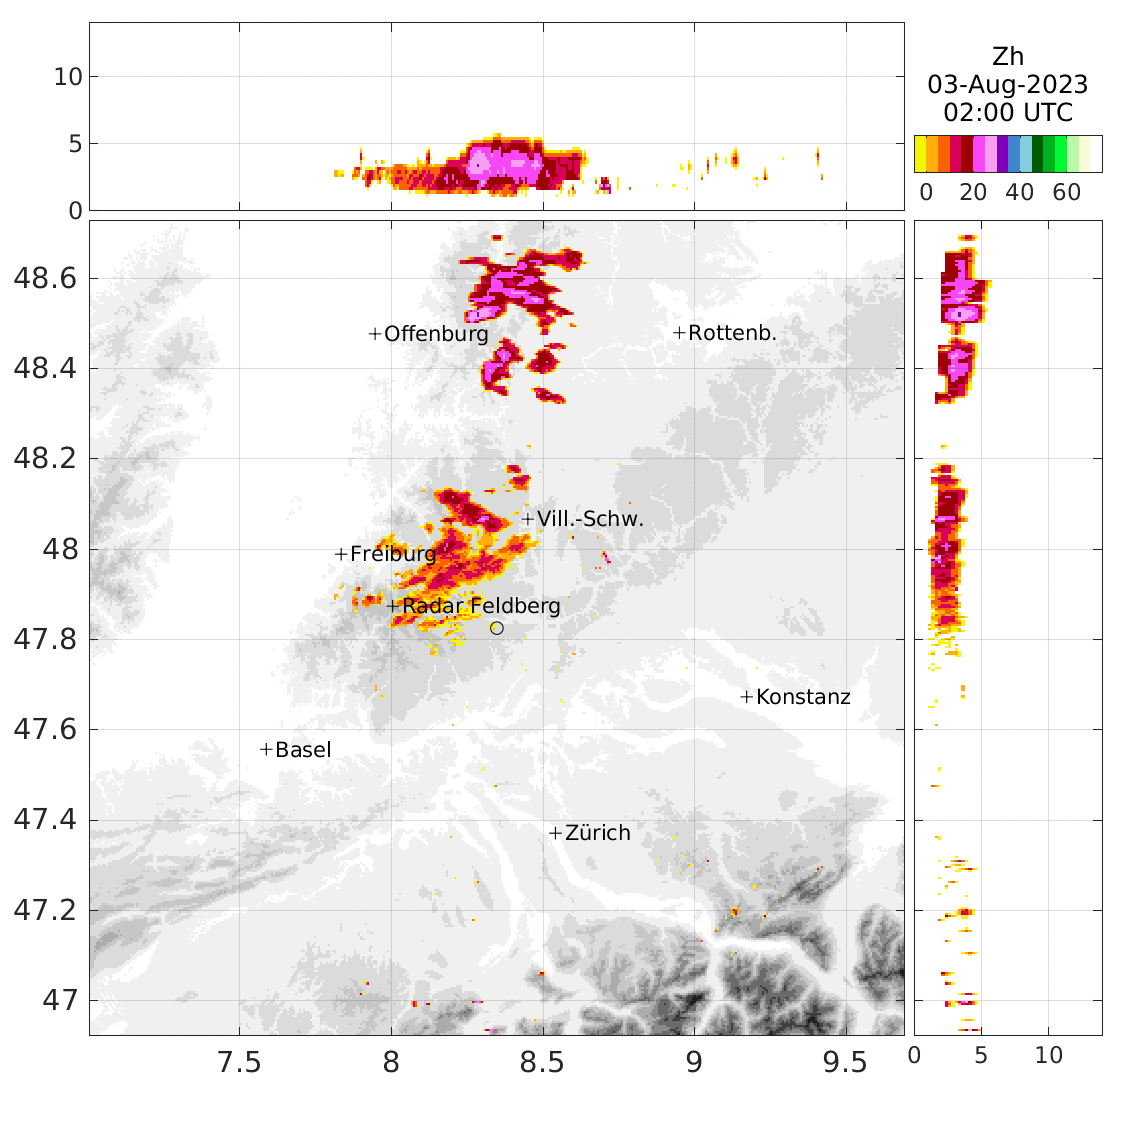 Zh
03-Aug-2023
02:00 UTC
0 20 40 60
10
5
0
48.6
48.4
48.2
48
47.8
47.6
47.4
47.2
47
Offenburg
Rottenb.
Vill.-Schw.
Freiburg
Radar Feldberg
Konstanz
Basel
Zürich
7.5 8 8.5 9 9.5
0 5 10